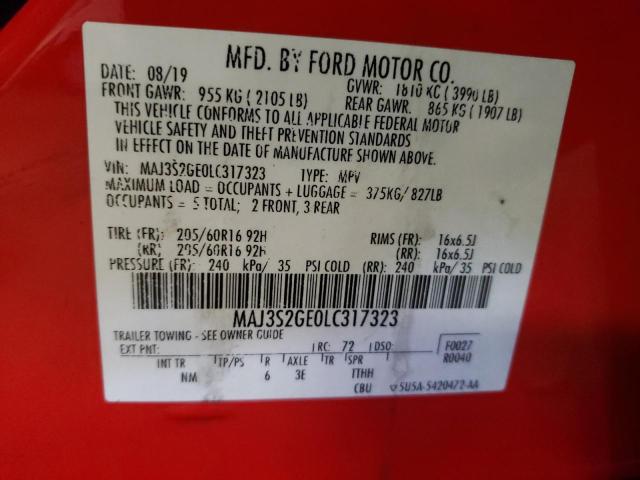 MFD. BY FORD MOTOR CO.
DATE: 08/19 GVWR: 1810 KG (3990 LB)
FRONT GAWR: 955 KG (2105 LB) REAR GAWR: 865 KG (1907 LB)
THIS VEHICLE CONFORMS TO ALL APPLICABLE FEDERAL MOTOR
VEHICLE SAFETY AND THEFT PREVENTION STANDARDS
IN EFFECT ON THE DATE OF MANUFACTURE SHOWN ABOVE.
VIN: MAJ3S2GE0LC317323 TYPE: MPV
MAXIMUM LOAD = OCCUPANTS + LUGGAGE = 375KG/ 827LB
OCCUPANTS = 5 TOTAL; 2 FRONT, 3 REAR
TIRE (FR): 205/60R16 92H RIMS (FR): 16x6.5J
(RR) 205/60R16 92H (RR): 16x6.5J
PRESSURE (FR): 240 kPa/ 35 PSI COLD (RR): 240 kPa/ 35 PSI COLD
MAJ3S2GE0LC317323
TRAILER TOWING - SEE OWNER GUIDE
EXT PNT: RC: 72 DSO: F0027
R0040
INT TR TP/PS R AXLE TR SPR
NM 6 3E ITHH
CBU 5U5A-5420472-AA